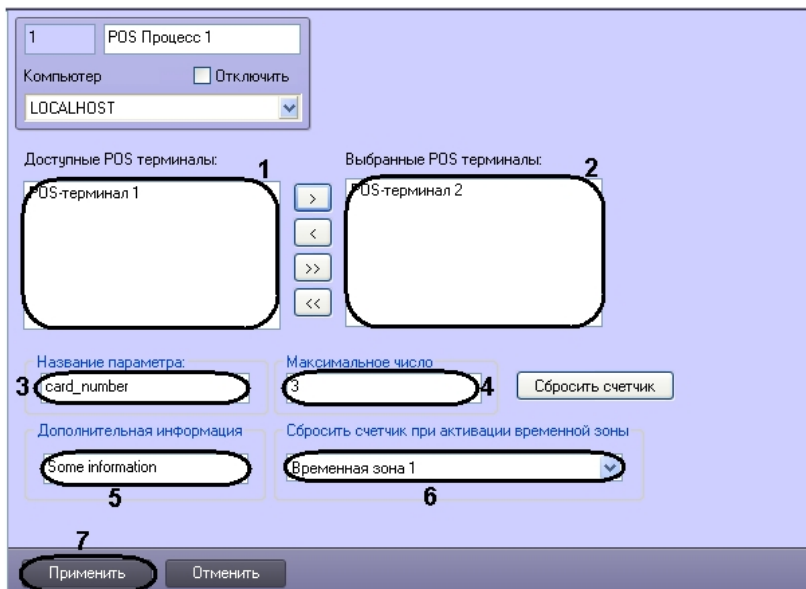 1 POS Процесс 1
Компьютер Отключить
LOCALHOST
Доступные POS терминалы: 1 Выбранные POS терминалы: 2
POS-терминал 1 > POS-терминал 2
<
>>
<<
Название параметра: Максимальное число
3 card_number 3 4 Сбросить счетчик
Дополнительная информация Сбросить счетчик при активации временной зоны
Some information Временная зона 1
5 6
7
Применить Отменить